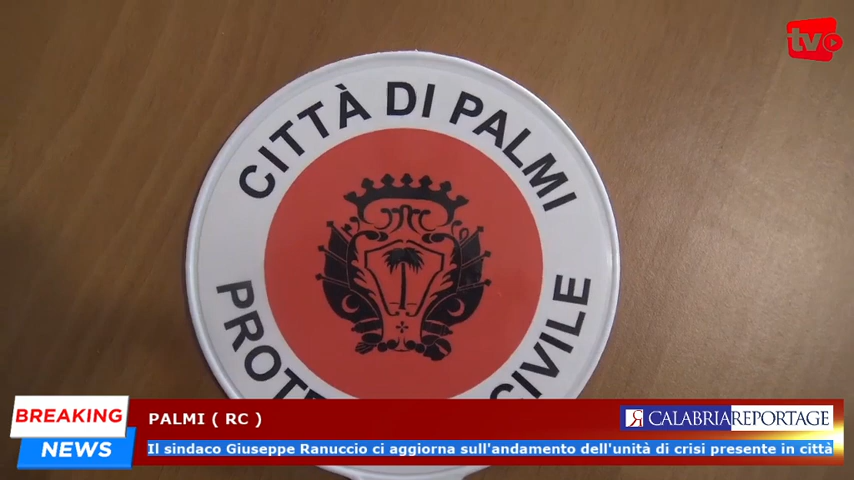 tv
CITTÀ DI PALMI
CIVILE
BREAKING
NEWS
PALMI ( RC )
CALABRIAREPORTAGE
Il sindaco Giuseppe Ranuccio ci aggiorna sull'andamento dell'unità di crisi presente in città